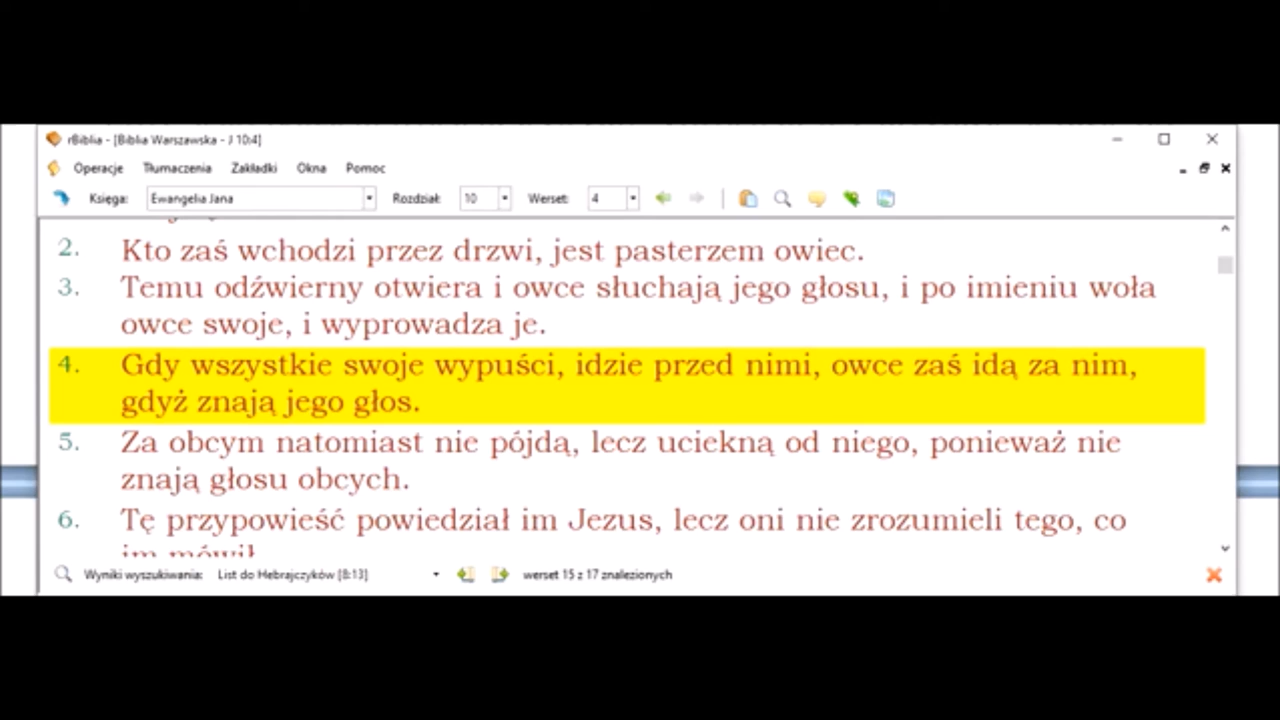 rBiblia - [Biblia Warszawska - J 10:4]
Operacje Tłumaczenia Zakładki Okna Pomoc
Księga: Ewangelia Jana Rozdział: 10 Werset: 4
2. Kto zaś wchodzi przez drzwi, jest pasterzem owiec.
3. Temu odźwierny otwiera i owce słuchają jego głosu, i po imieniu woła
owce swoje, i wyprowadza je.
4. Gdy wszystkie swoje wypuści, idzie przed nimi, owce zaś idą za nim,
gdyż znają jego głos.
5. Za obcym natomiast nie pójdą, lecz uciekną od niego, ponieważ nie
znają głosu obcych.
6. Tę przypowieść powiedział im Jezus, lecz oni nie zrozumieli tego, co
im mówił.
Wyniki wyszukiwania: List do Hebrajczyków [8:13] werset 15 z 17 znalezionych